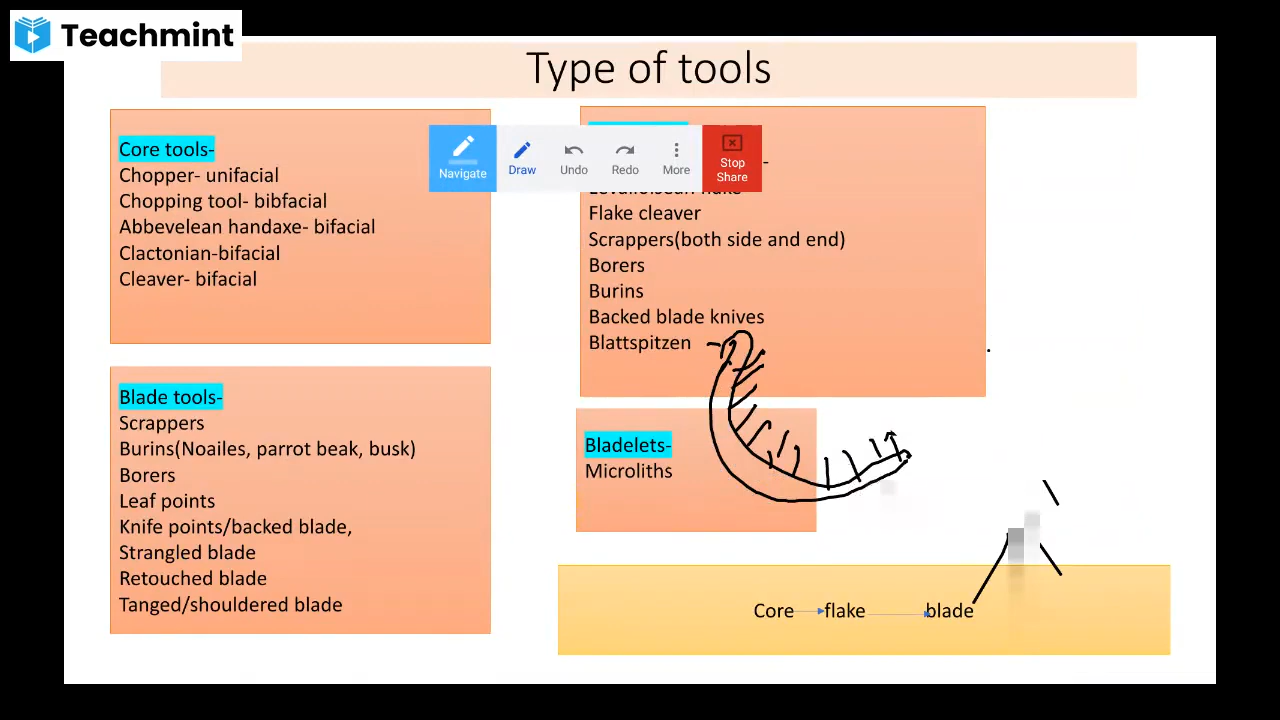 Teachmint
Type of tools
Navigate
Draw
Undo
Redo
More
Stop
Share
Core tools-
Chopper- unifacial
Chopping tool- bibfacial
Abbevelean handaxe- bifacial
Clactonian-bifacial
Cleaver- bifacial
Flake cleaver
Scrappers(both side and end)
Borers
Burins
Backed blade knives
Blattspitzen
Blade tools-
Scrappers
Burins(Noailes, parrot beak, busk)
Borers
Leaf points
Knife points/backed blade,
Strangled blade
Retouched blade
Tanged/shouldered blade
Bladelets-
Microliths
Core flake blade